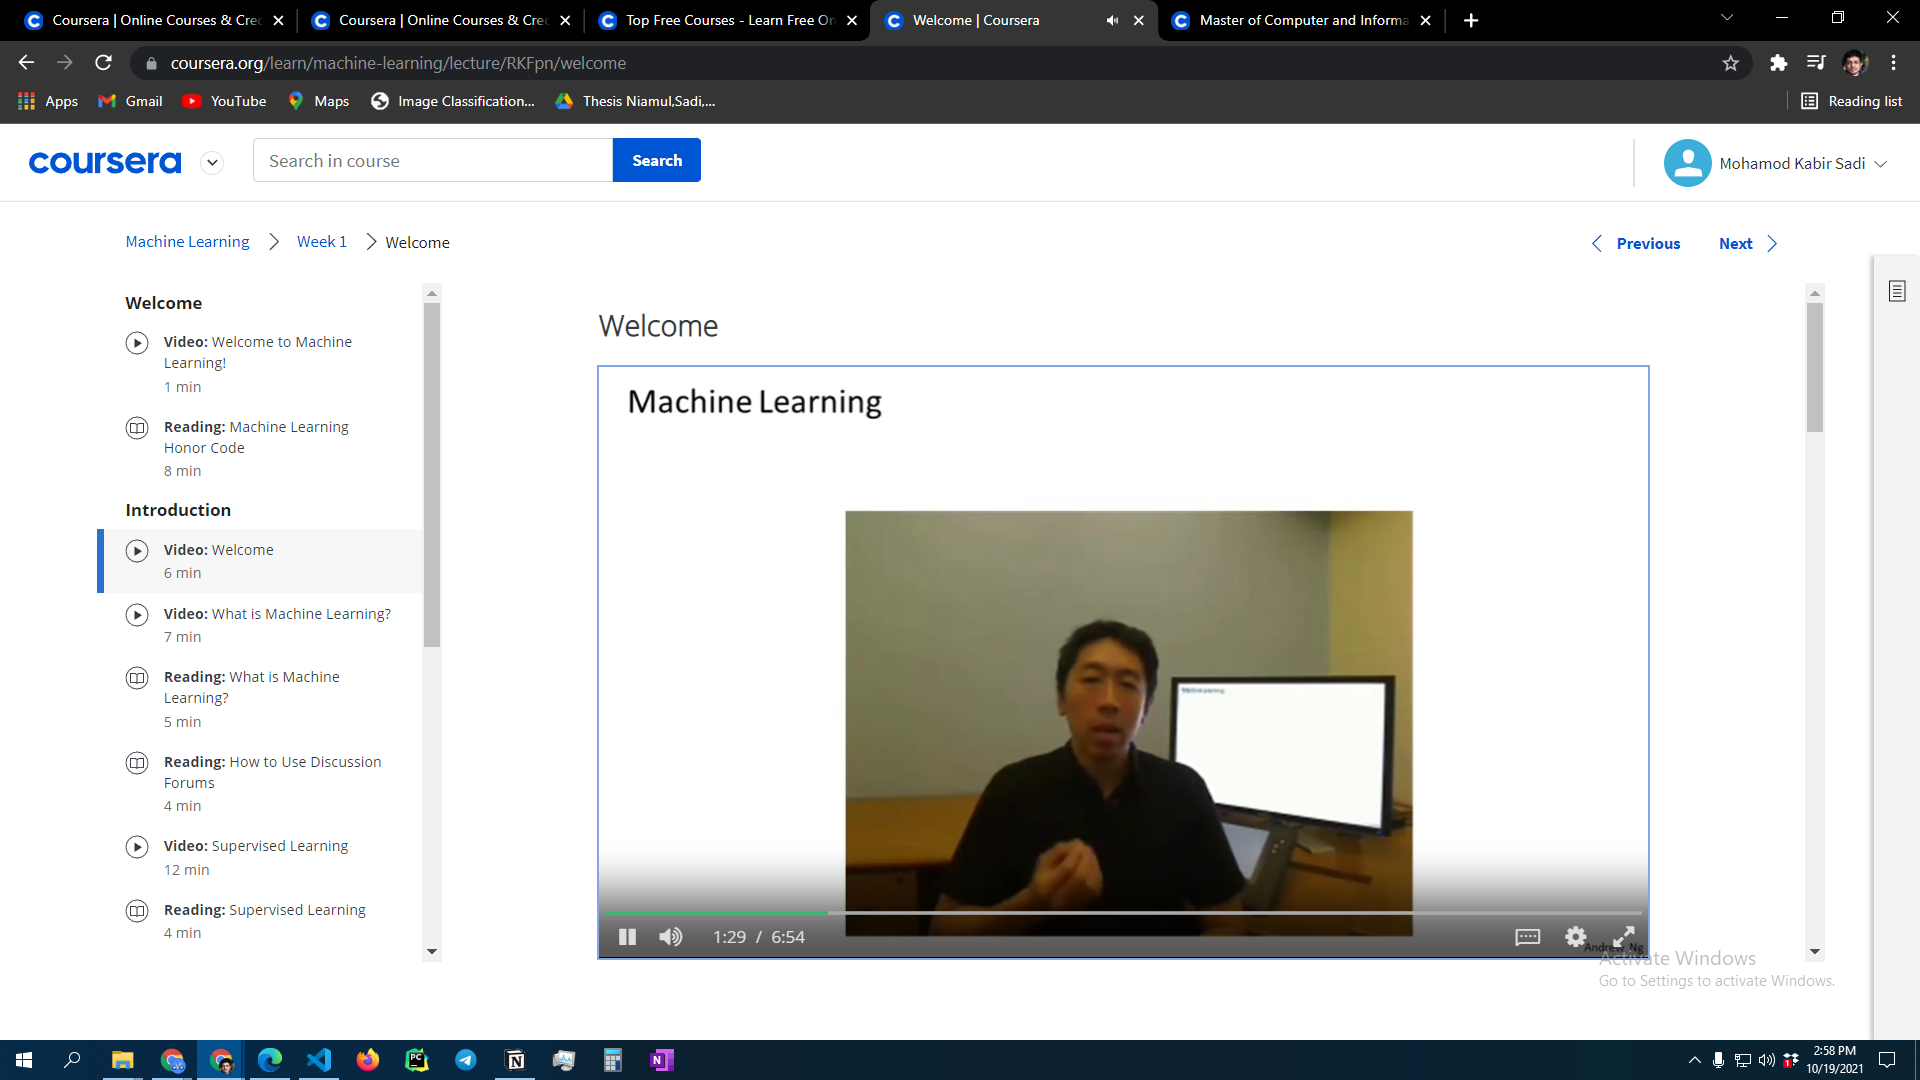 Coursera | Online Courses & Cre
Coursera | Online Courses & Cre
Top Free Courses - Learn Free On
Welcome | Coursera
Master of Computer and Informa
coursera.org/learn/machine-learning/lecture/RKFpn/welcome
Apps
Gmail
YouTube
Maps
Image Classification...
Thesis Niamul,Sadi,...
Reading list
coursera
Search in course
Search
Mohamod Kabir Sadi
Machine Learning
Week 1
Welcome
Previous
Next
Welcome
Video: Welcome to Machine
Learning!
1 min
Reading: Machine Learning
Honor Code
8 min
Introduction
Video: Welcome
6 min
Video: What is Machine Learning?
7 min
Reading: What is Machine
Learning?
5 min
Reading: How to Use Discussion
Forums
4 min
Video: Supervised Learning
12 min
Reading: Supervised Learning
4 min
Welcome
Machine Learning
Machine Learning
1:29 / 6:54
Andrew Ng
Activate Windows
Go to Settings to activate Windows.
2:58 PM
10/19/2021